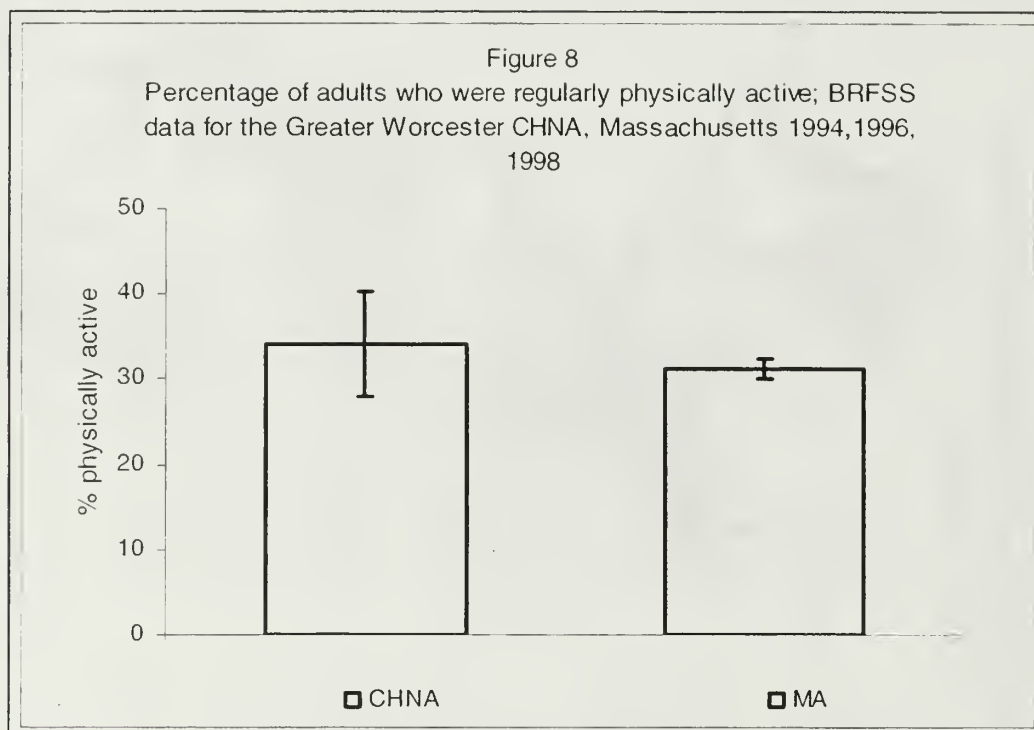 Figure 8
Percentage of adults who were regularly physically active; BRFSS
data for the Greater Worcester CHNA, Massachusetts 1994,1996,
1998
50
40
30
20
10
0
% physically active
CHNA
MA